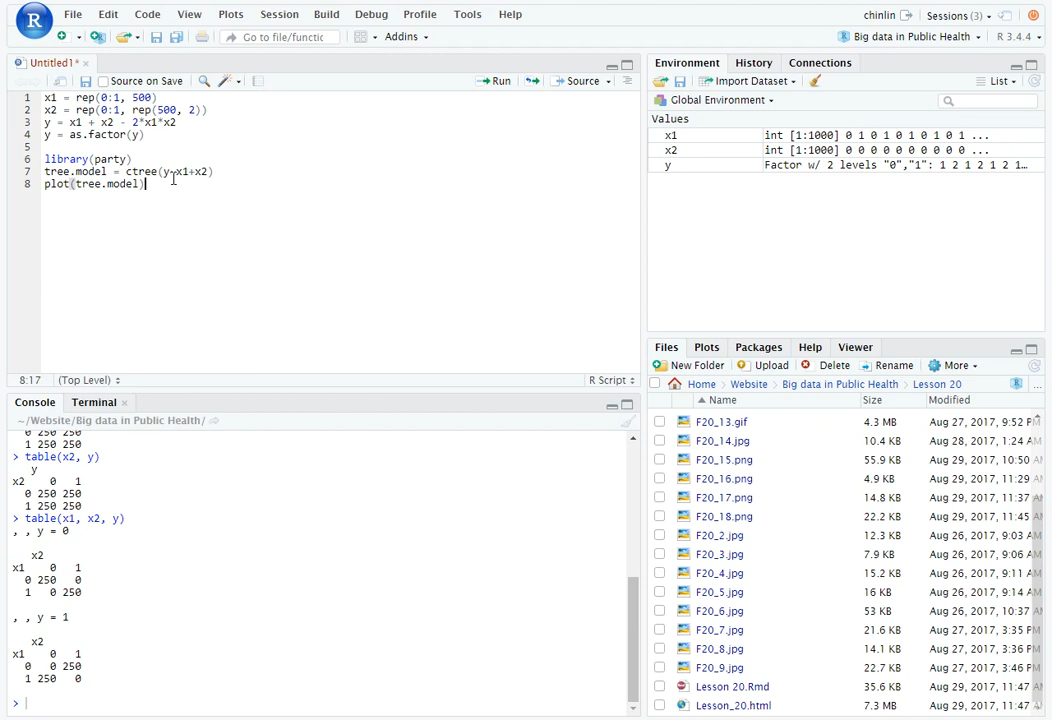 File Edit Code View Plots Session Build Debug Profile Tools Help
chinlin Sessions (3)
Go to file/functic Addins
Big data in Public Health R 3.4.4
Untitled1*
Source on Save Run Source
1 x1 = rep(0:1, 500)
2 x2 = rep(0:1, rep(500, 2))
3 y = x1 + x2 - 2*x1*x2
4 y = as.factor(y)
5
6 library(party)
7 tree.model = ctree(y~x1+x2)
8 plot(tree.model)
8:17 (Top Level) R Script
Console Terminal
~/Website/Big data in Public Health/
0 250 250
1 250 250
> table(x2, y)
y
x2 0 1
0 250 250
1 250 250
> table(x1, x2, y)
, , y = 0
x2
x1 0 1
0 250 0
1 0 250
, , y = 1
x2
x1 0 1
0 0 250
1 250 0
>
Environment History Connections
Import Dataset List
Global Environment
Values
x1 int [1:1000] 0 1 0 1 0 1 0 1 0 1 ...
x2 int [1:1000] 0 0 0 0 0 0 0 0 0 0 ...
y Factor w/ 2 levels "0","1": 1 2 1 2 1 2 1…
Files Plots Packages Help Viewer
New Folder Upload Delete Rename More
Home Website Big data in Public Health Lesson 20 ...
Name Size Modified
F20_13.gif 4.3 MB Aug 27, 2017, 9:52 PM
F20_14.jpg 10.4 KB Aug 28, 2017, 1:24 AM
F20_15.png 55.9 KB Aug 29, 2017, 10:50 AM
F20_16.png 4.9 KB Aug 29, 2017, 11:29 AM
F20_17.png 14.8 KB Aug 29, 2017, 11:37 AM
F20_18.png 22.2 KB Aug 29, 2017, 11:45 AM
F20_2.jpg 12.3 KB Aug 26, 2017, 9:03 AM
F20_3.jpg 7.9 KB Aug 26, 2017, 9:06 AM
F20_4.jpg 15.2 KB Aug 26, 2017, 9:11 AM
F20_5.jpg 16 KB Aug 26, 2017, 9:14 AM
F20_6.jpg 53 KB Aug 26, 2017, 10:37 AM
F20_7.jpg 21.6 KB Aug 27, 2017, 3:35 PM
F20_8.jpg 14.1 KB Aug 27, 2017, 3:36 PM
F20_9.jpg 22.7 KB Aug 27, 2017, 3:46 PM
Lesson 20.Rmd 35.6 KB Aug 29, 2017, 11:47 AM
Lesson_20.html 7.3 MB Aug 29, 2017, 11:47 AM